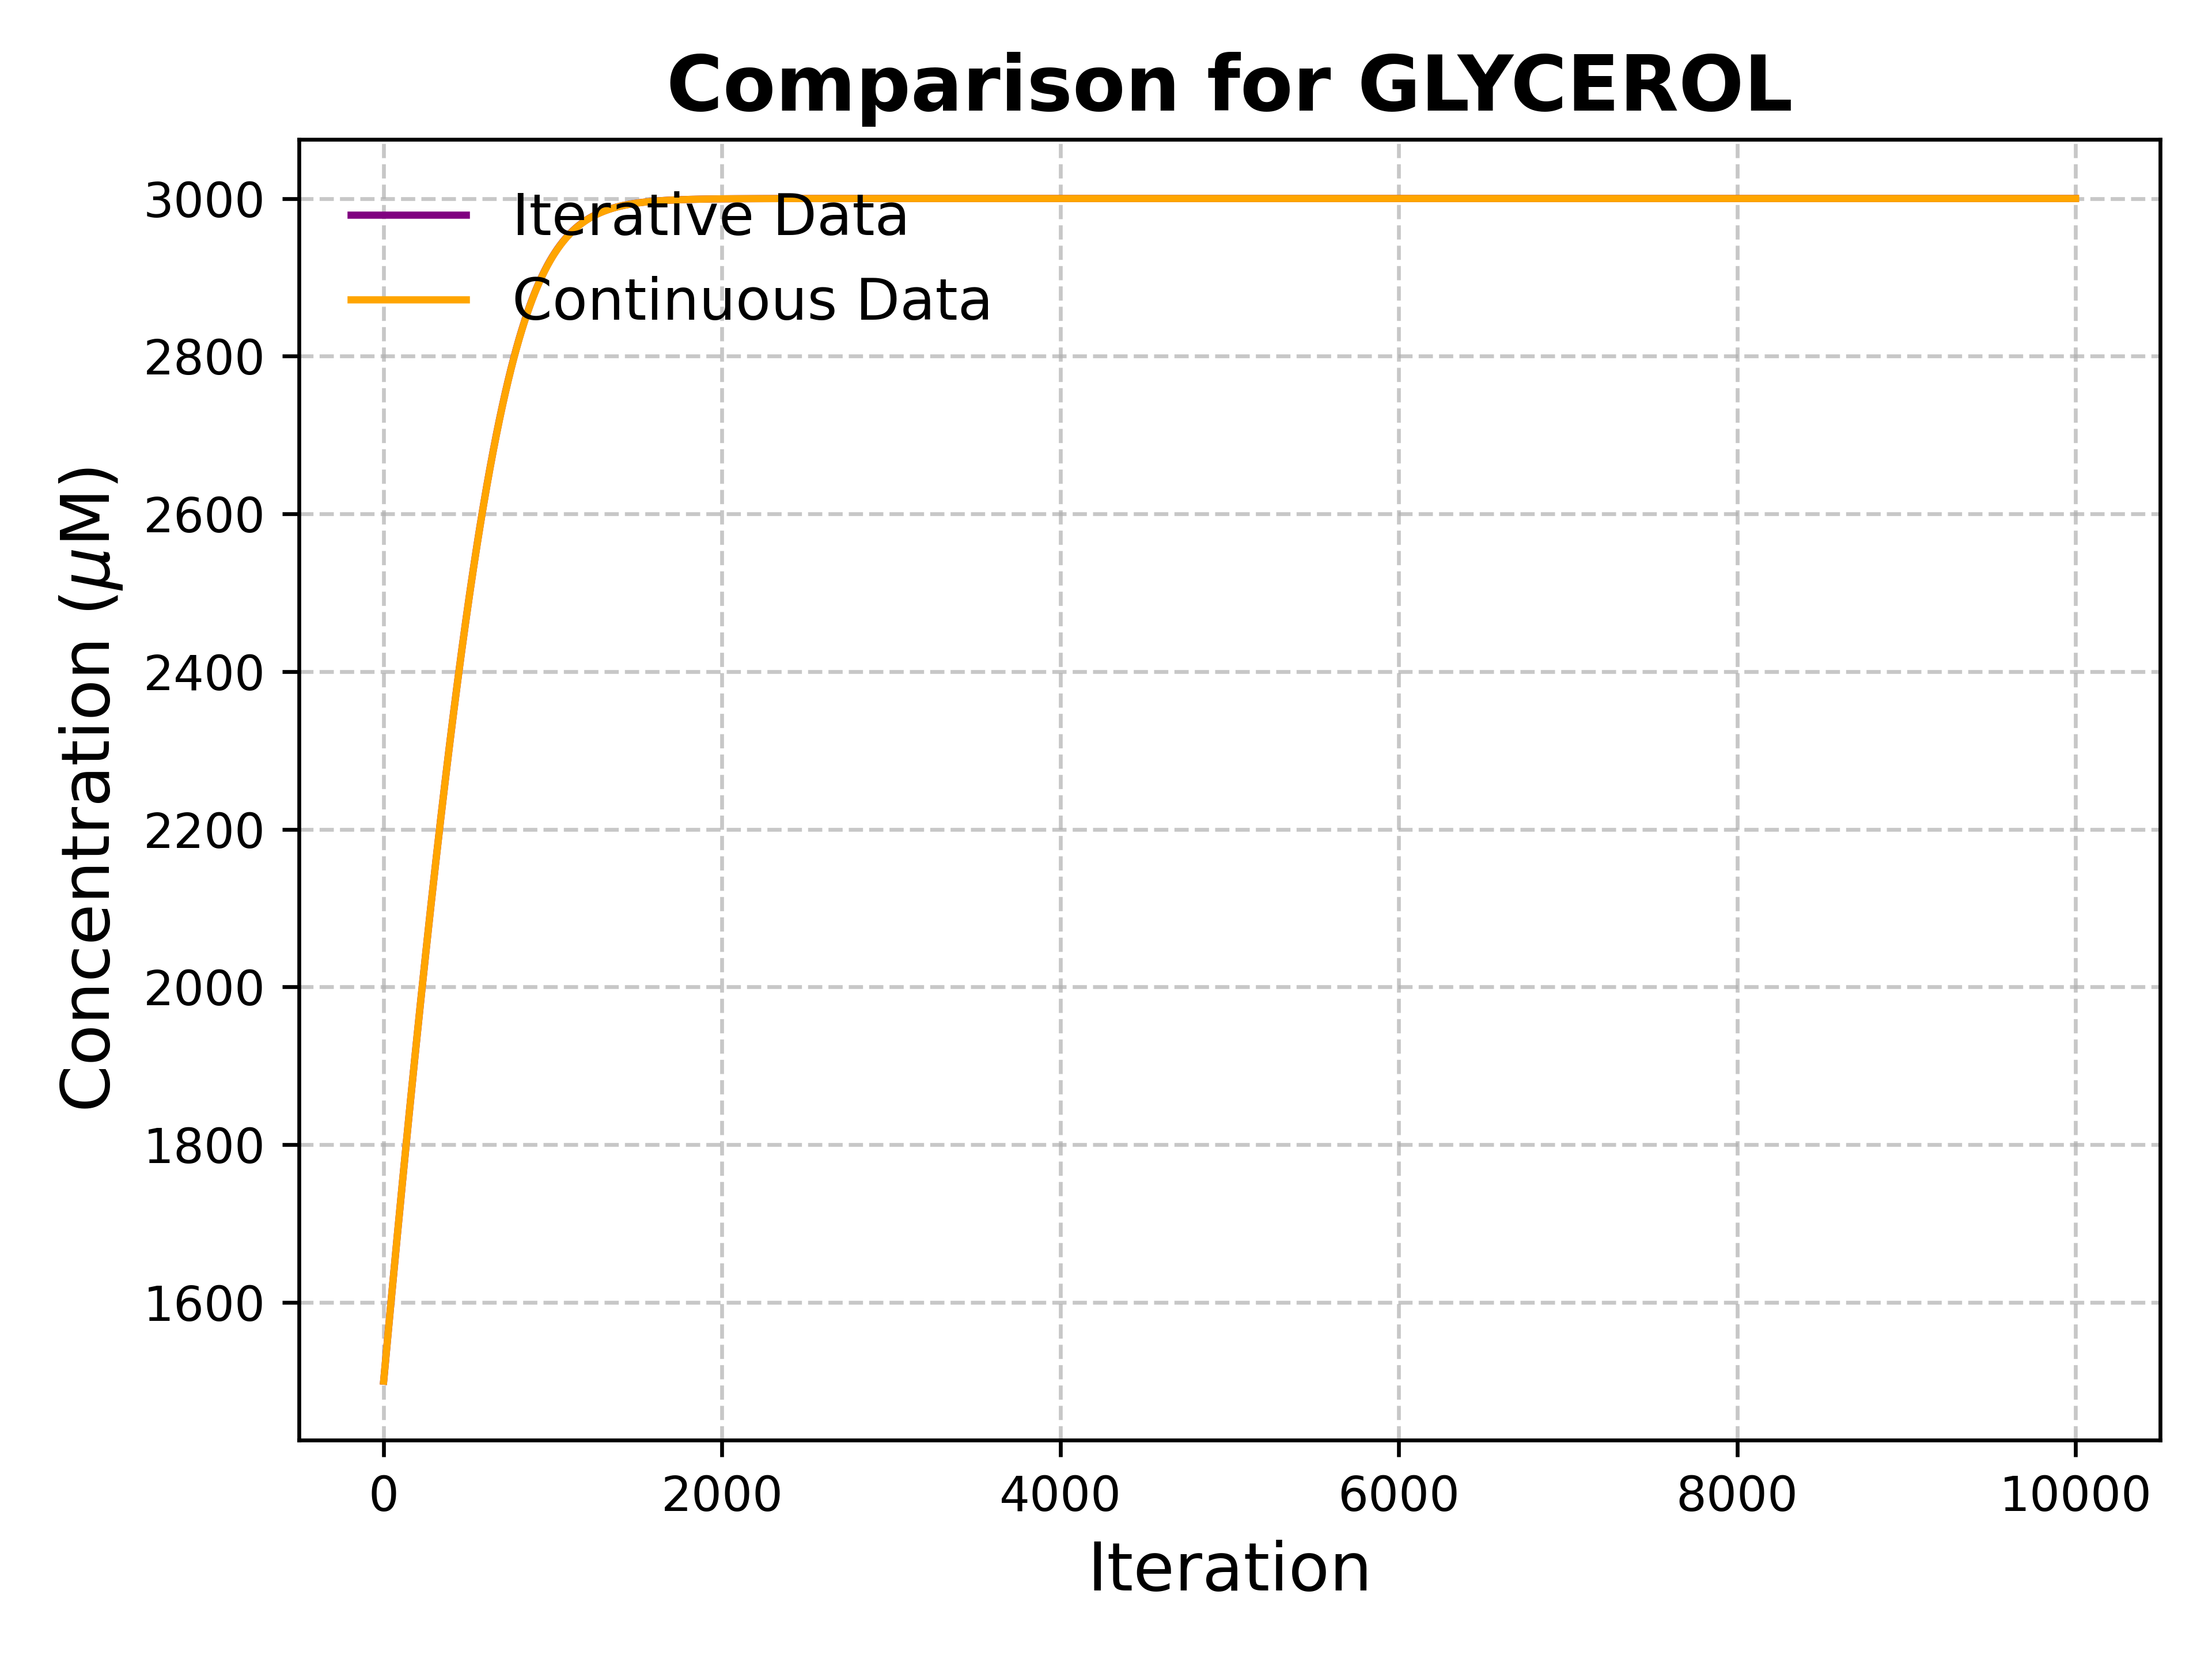 Comparison for GLYCEROL
Iterative Data
Continuous Data
Concentration (μM)
3000
2800
2600
2400
2200
2000
1800
1600
0 2000 4000 6000 8000 10000
Iteration